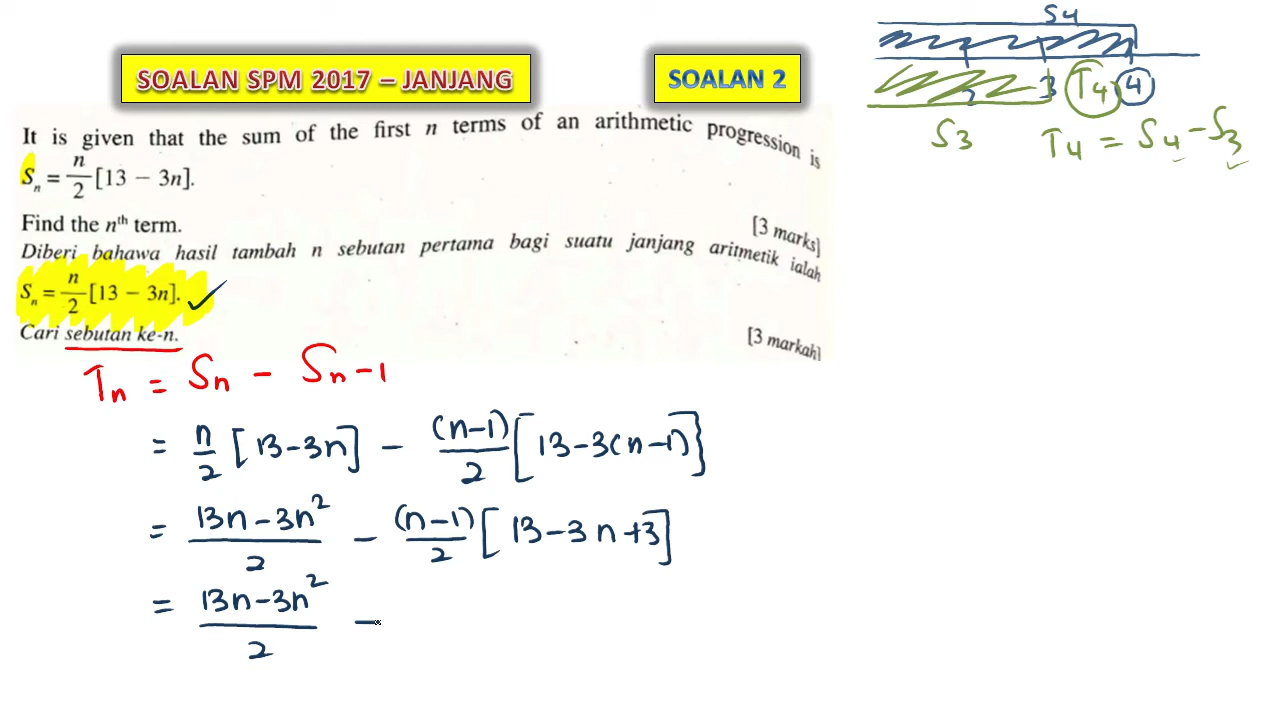 SOALAN SPM 2017 – JANJANG
SOALAN 2
It is given that the sum of the first n terms of an arithmetic progression is
Sₙ = n/2 [13 − 3n].
Find the nᵗʰ term.
[3 marks]
Diberi bahawa hasil tambah n sebutan pertama bagi suatu janjang aritmetik ialah
Sₙ = n/2 [13 − 3n].
Cari sebutan ke-n.
[3 markah]
S4
3 T4 4
S3
T4 = S4 − S3
Tn = Sn − Sn−1
= n/2 [13−3n] − (n−1)/2 [13−3(n−1)]
= 13n−3n²/2 − (n−1)/2 [13−3n+3]
= 13n−3n²/2 −